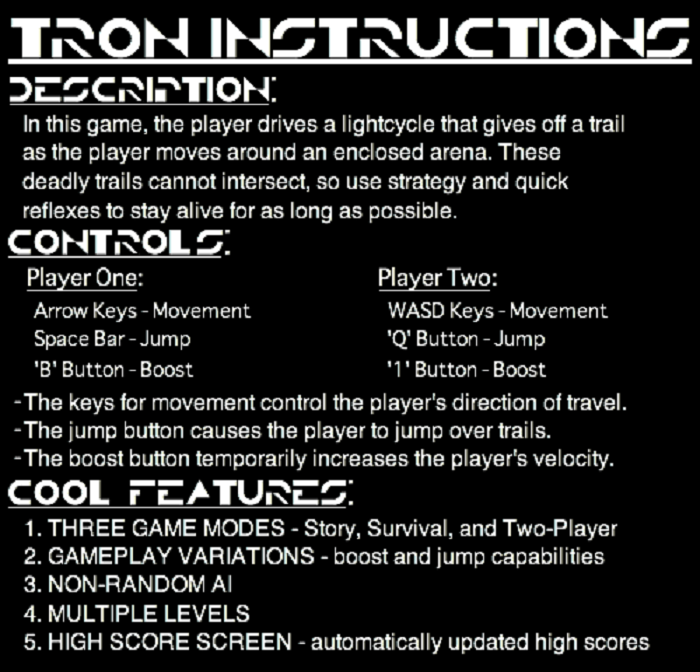 TRON INSTRUCTIONS
DESCRIPTION:
In this game, the player drives a lightcycle that gives off a trail
as the player moves around an enclosed arena. These
deadly trails cannot intersect, so use strategy and quick
reflexes to stay alive for as long as possible.
CONTROLS:
Player One: Player Two:
Arrow Keys - Movement WASD Keys - Movement
Space Bar - Jump 'Q' Button - Jump
'B' Button - Boost '1' Button - Boost
-The keys for movement control the player's direction of travel.
-The jump button causes the player to jump over trails.
-The boost button temporarily increases the player's velocity.
COOL FEATURES:
1. THREE GAME MODES - Story, Survival, and Two-Player
2. GAMEPLAY VARIATIONS - boost and jump capabilities
3. NON-RANDOM AI
4. MULTIPLE LEVELS
5. HIGH SCORE SCREEN - automatically updated high scores